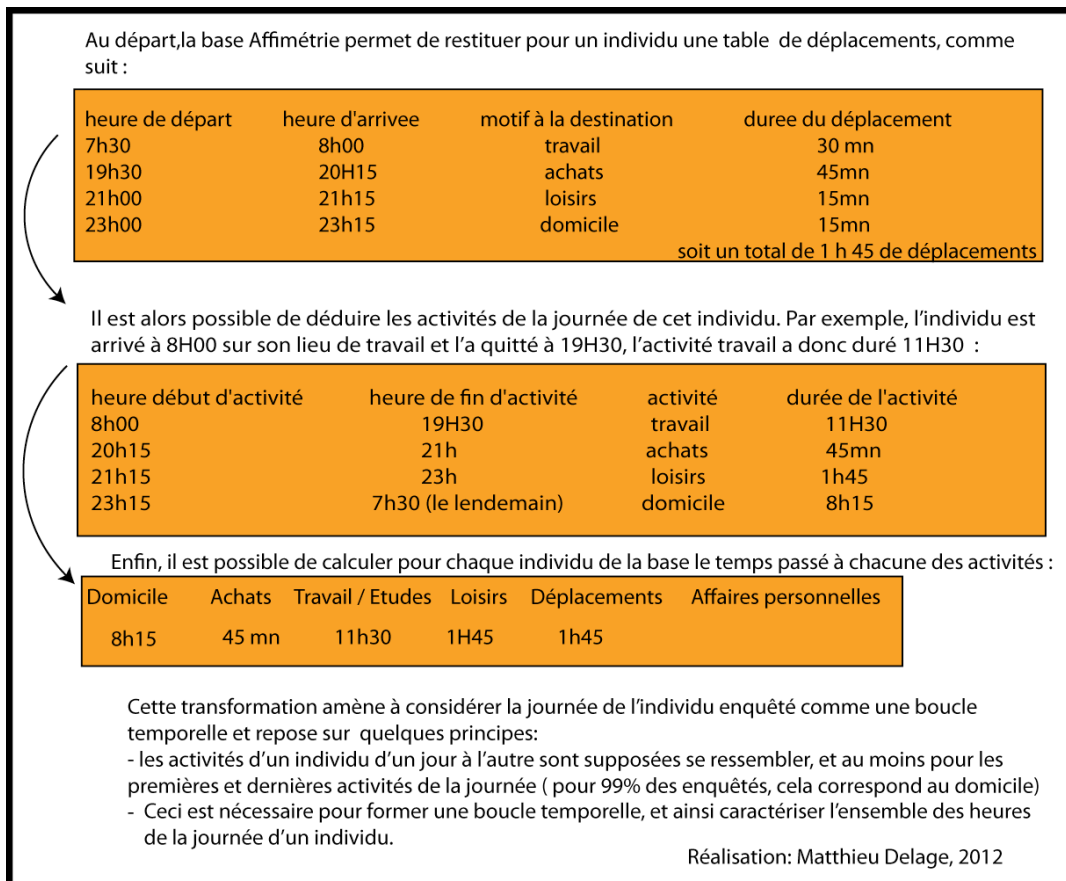 Au départ,la base Affimétrie permet de restituer pour un individu une table de déplacements, comme
suit :
heure de départ heure d'arrivee motif à la destination duree du déplacement
7h30 8h00 travail 30 mn
19h30 20H15 achats 45mn
21h00 21h15 loisirs 15mn
23h00 23h15 domicile 15mn
soit un total de 1 h 45 de déplacements
Il est alors possible de déduire les activités de la journée de cet individu. Par exemple, l'individu est
arrivé à 8H00 sur son lieu de travail et l'a quitté à 19H30, l'activité travail a donc duré 11H30 :
heure début d'activité heure de fin d'activité activité durée de l'activité
8h00 19H30 travail 11H30
20h15 21h achats 45mn
21h15 23h loisirs 1h45
23h15 7h30 (le lendemain) domicile 8h15
Enfin, il est possible de calculer pour chaque individu de la base le temps passé à chacune des activités :
Domicile Achats Travail / Etudes Loisirs Déplacements Affaires personnelles
8h15 45 mn 11h30 1H45 1h45
Cette transformation amène à considérer la journée de l'individu enquêté comme une boucle
temporelle et repose sur quelques principes:
- les activités d'un individu d'un jour à l'autre sont supposées se ressembler, et au moins pour les
premières et dernières activités de la journée ( pour 99% des enquêtés, cela correspond au domicile)
- Ceci est nécessaire pour former une boucle temporelle, et ainsi caractériser l'ensemble des heures
de la journée d'un individu.
Réalisation: Matthieu Delage, 2012